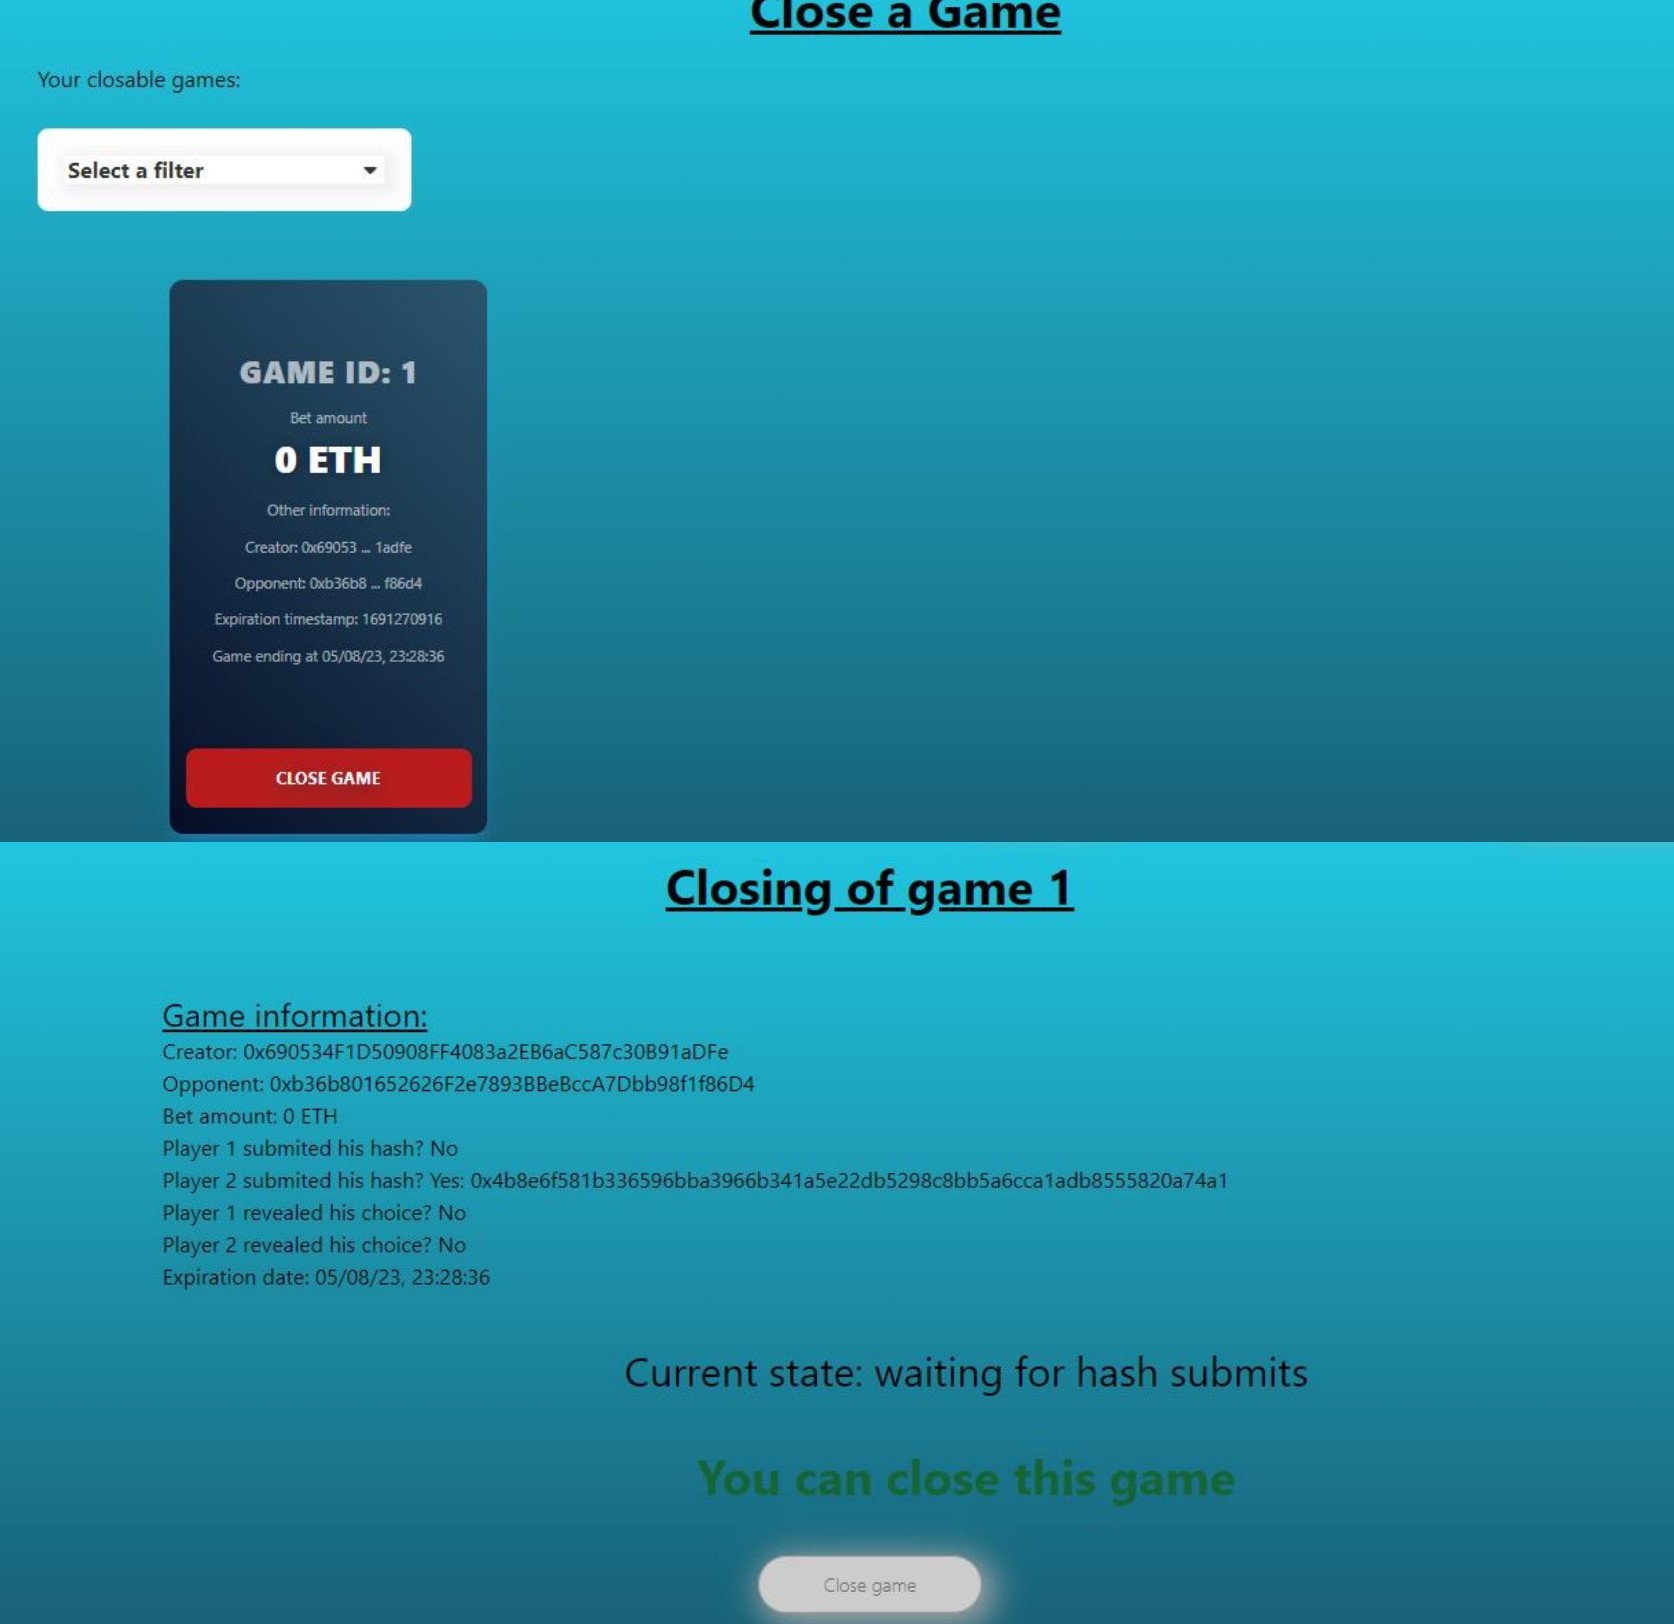 Close a Game
Your closable games:
Select a filter
GAME ID: 1
Bet amount
0 ETH
Other information:
Creator: 0x69053 ... 1adfe
Opponent: 0xb36b8 ... f86d4
Expiration timestamp: 1691270916
Game ending at 05/08/23, 23:28:36
CLOSE GAME
Closing of game 1
Game information:
Creator: 0x690534F1D50908FF4083a2EB6aC587c30B91aDFe
Opponent: 0xb36b801652626F2e7893BBeBccA7Dbb98f1f86D4
Bet amount: 0 ETH
Player 1 submited his hash? No
Player 2 submited his hash? Yes: 0x4b8e6f581b336596bba3966b341a5e22db5298c8bb5a6cca1adb8555820a74a1
Player 1 revealed his choice? No
Player 2 revealed his choice? No
Expiration date: 05/08/23, 23:28:36
Current state: waiting for hash submits
You can close this game
Close game